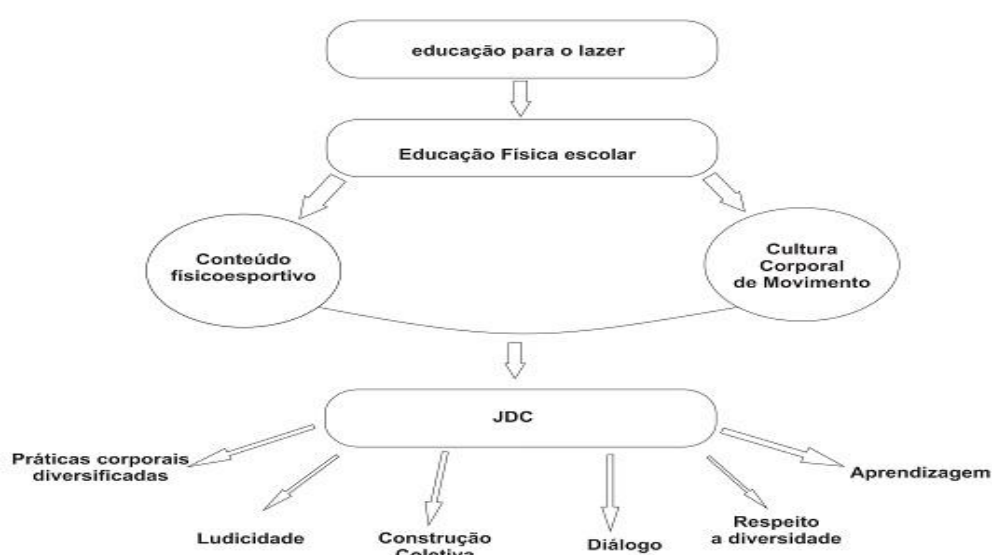 educação para o lazer
Educação Física escolar
Conteúdo
físicoesportivo
Cultura
Corporal
de Movimento
JDC
Práticas corporais
diversificadas
Ludicidade
Construção
Coletiva
Diálogo
Respeito
a diversidade
Aprendizagem